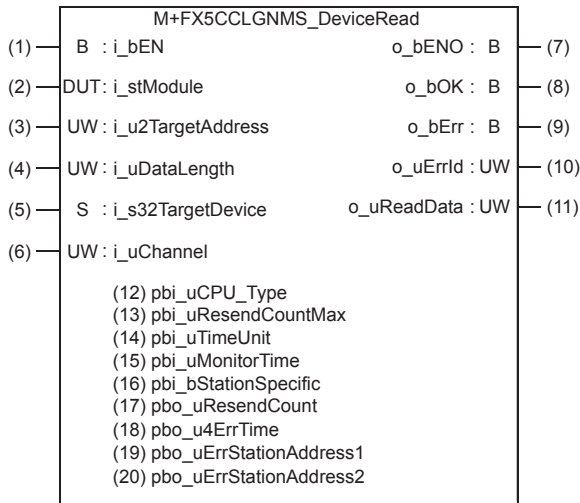 M+FX5CCLGNMS_DeviceRead
(1) B : i_bEN o_bENO : B (7)
(2) DUT : i_stModule o_bOK : B (8)
(3) UW : i_u2TargetAddress o_bErr : B (9)
(4) UW : i_uDataLength o_uErrId : UW (10)
(5) S : i_s32TargetDevice o_uReadData : UW (11)
(6) UW : i_uChannel
(12) pbi_uCPU_Type
(13) pbi_uResendCountMax
(14) pbi_uTimeUnit
(15) pbi_uMonitorTime
(16) pbi_bStationSpecific
(17) pbo_uResendCount
(18) pbo_u4ErrTime
(19) pbo_uErrStationAddress1
(20) pbo_uErrStationAddress2